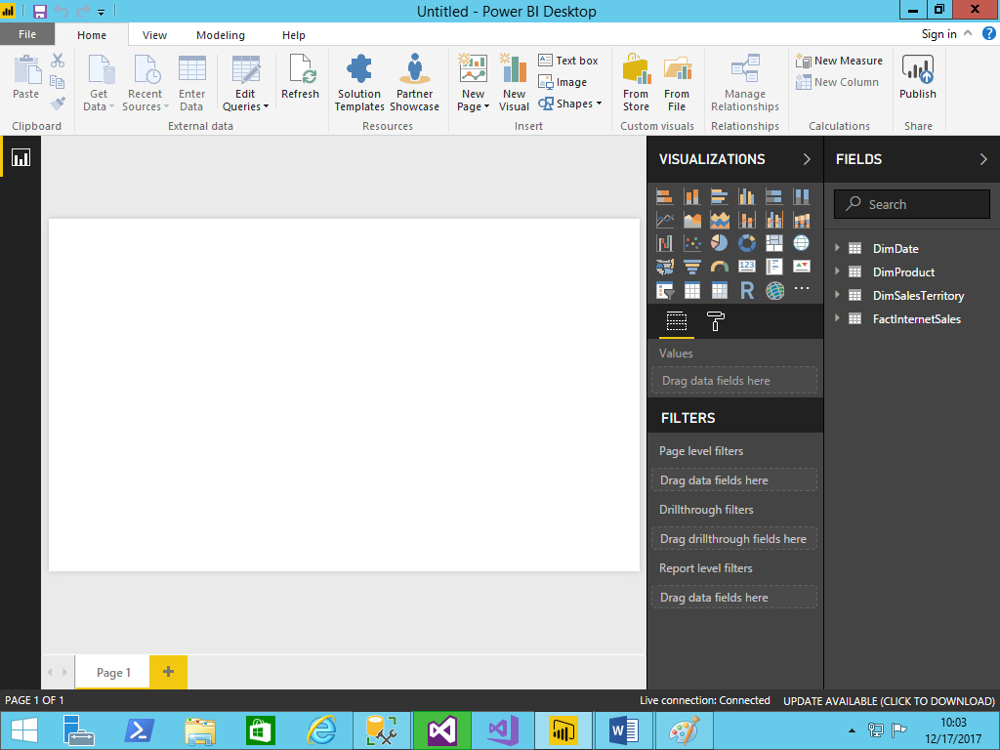 Untitled - Power BI Desktop
File Home View Modeling Help Sign in ?
Paste
Get Data
Recent Sources
Enter Data
Edit Queries
Refresh
Solution Templates
Partner Showcase
New Page
New Visual
Text box
Image
Shapes
From Store
From File
Manage Relationships
New Measure
New Column
Publish
Clipboard External data Resources Insert Custom visuals Relationships Calculations Share
VISUALIZATIONS
123
R
Values
Drag data fields here
FILTERS
Page level filters
Drag data fields here
Drillthrough filters
Drag drillthrough fields here
Report level filters
Drag data fields here
FIELDS
Search
DimDate
DimProduct
DimSalesTerritory
FactInternetSales
Page 1 +
PAGE 1 OF 1 Live connection: Connected UPDATE AVAILABLE (CLICK TO DOWNLOAD)
10:03
12/17/2017